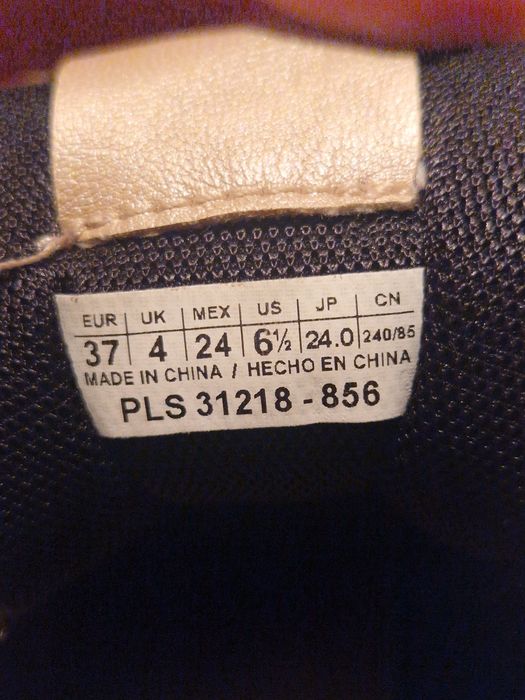 EUR UK MEX US JP CN
37 4 24 6½ 24.0 240/85
MADE IN CHINA / HECHO EN CHINA
PLS 31218 - 856